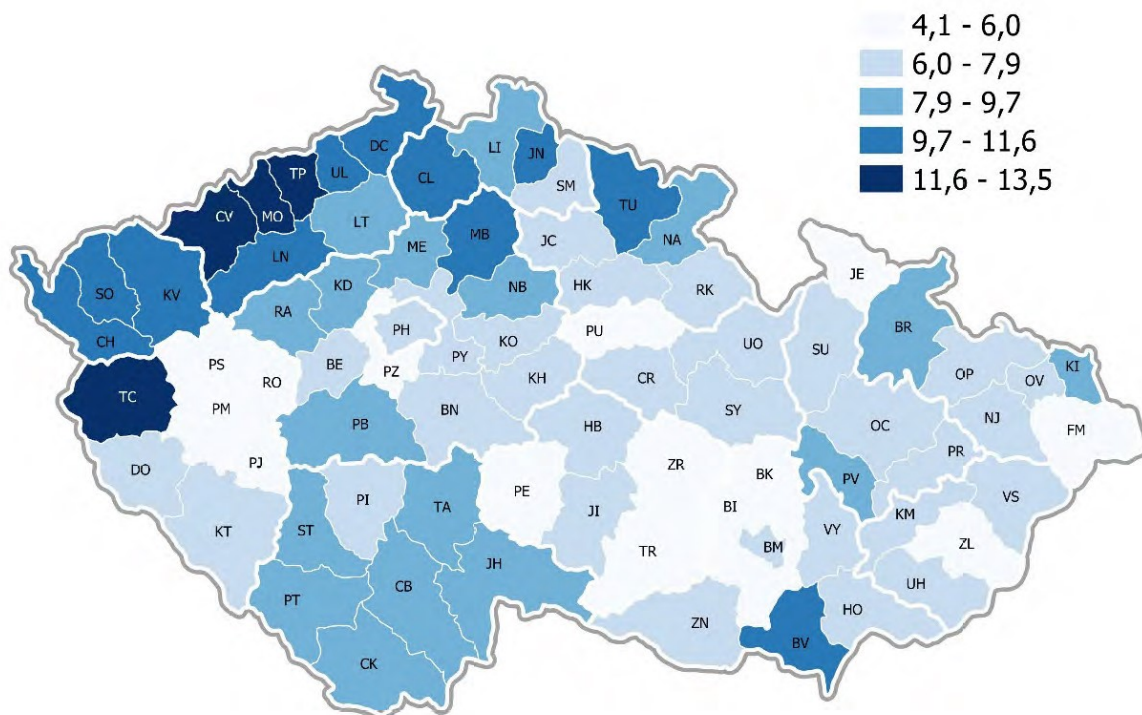 4,1 - 6,0
6,0 - 7,9
7,9 - 9,7
9,7 - 11,6
11,6 - 13,5
DC
LI
JN
UL
TP
CL
SM
CV
MO
LT
TU
MB
JC
NA
ME
LN
JE
SO
KV
KD
NB
HK
RK
RA
PU
BR
PH
CH
PS
BE
PY
KO
UO
SU
OP
KI
OV
TC
RO
PZ
KH
CR
PM
BN
SY
NJ
FM
PB
HB
OC
PR
DO
PJ
ZR
BK
PV
PI
PE
VS
KT
ST
TA
JI
BI
KM
VY
TR
BM
ZL
JH
UH
PT
CB
HO
ZN
BV
CK